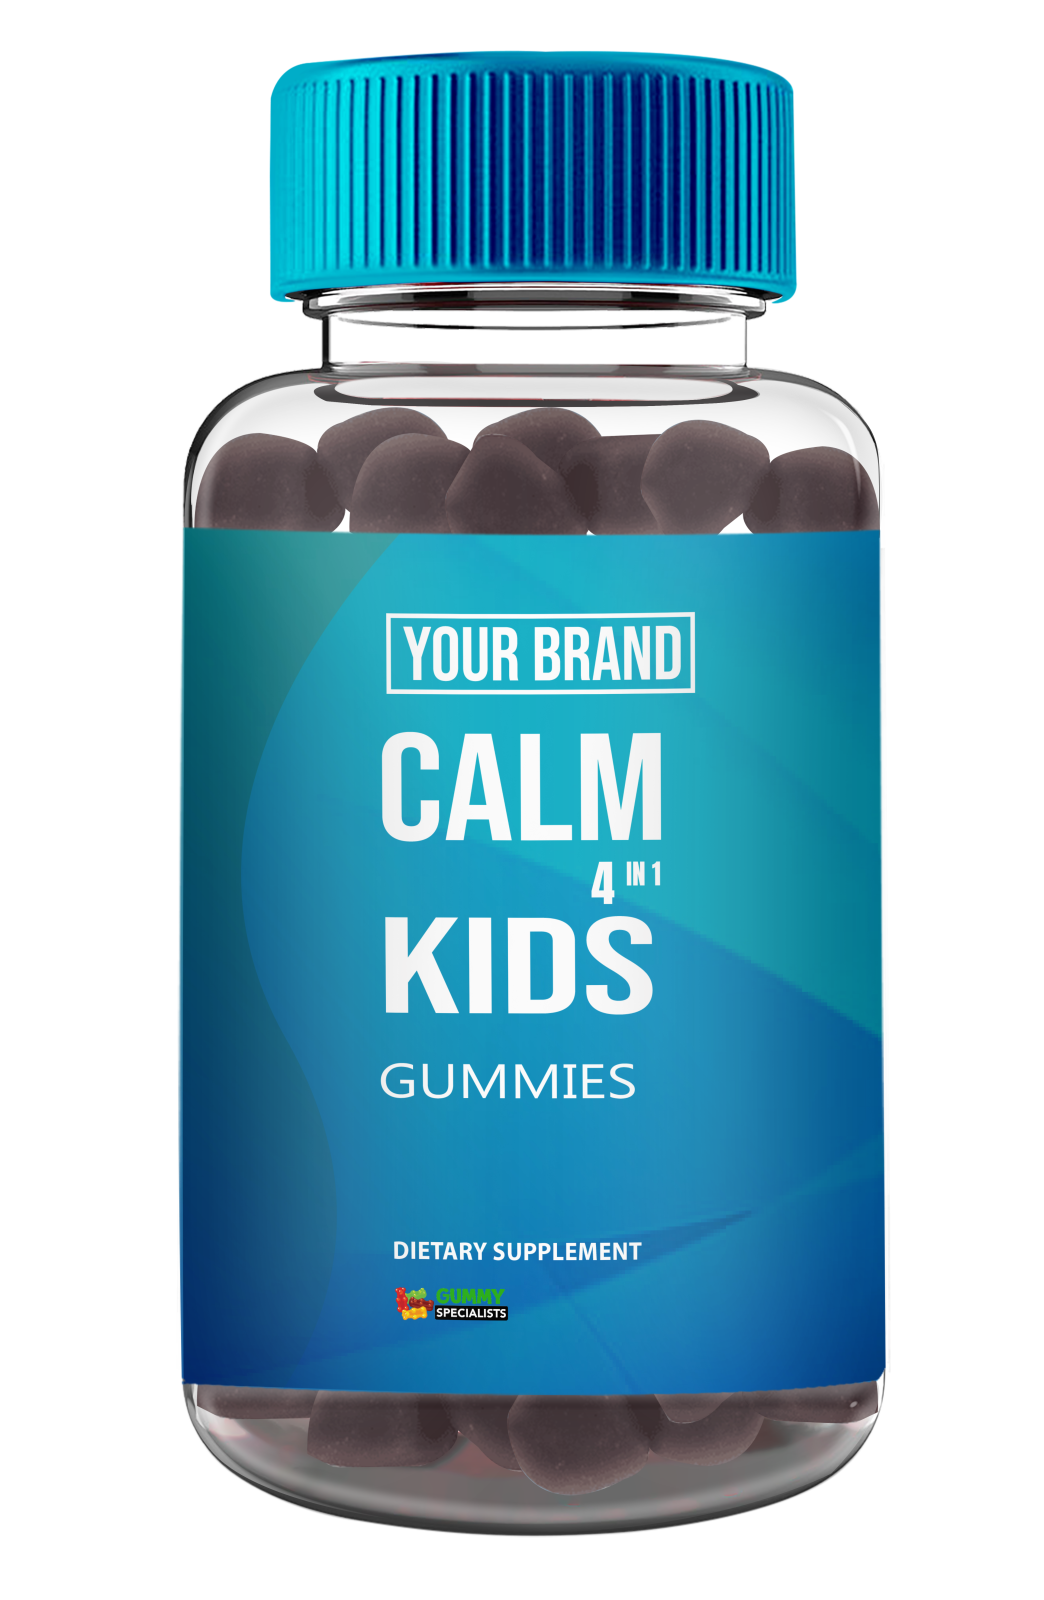 YOUR BRAND
CALM
4 IN 1
KIDS
GUMMIES
DIETARY SUPPLEMENT
GUMMY
SPECIALISTS